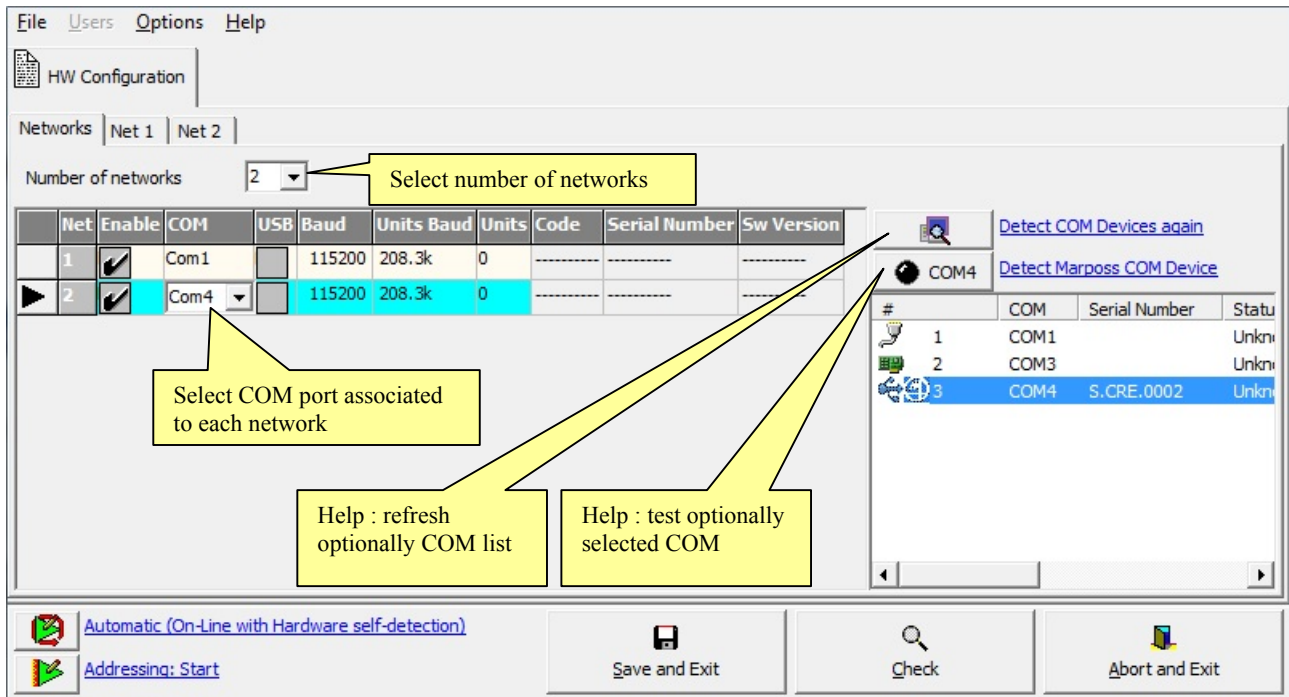 File Users Options Help
HW Configuration
Networks Net 1 Net 2
Number of networks 2
Select number of networks
Net Enable COM USB Baud Units Baud Units Code Serial Number Sw Version
1 Com1 115200 208.3k 0 ---------- ---------- ----------
2 Com4 115200 208.3k 0 ---------- ---------- ----------
Select COM port associated
to each network
Help : refresh
optionally COM list
Help : test optionally
selected COM
Detect COM Devices again
COM4 Detect Marposs COM Device
# COM Serial Number Statu
1 COM1 Unkn
2 COM3 Unkn
3 COM4 S.CRE.0002 Unkn
Automatic (On-Line with Hardware self-detection)
Addressing: Start
Save and Exit
Check
Abort and Exit